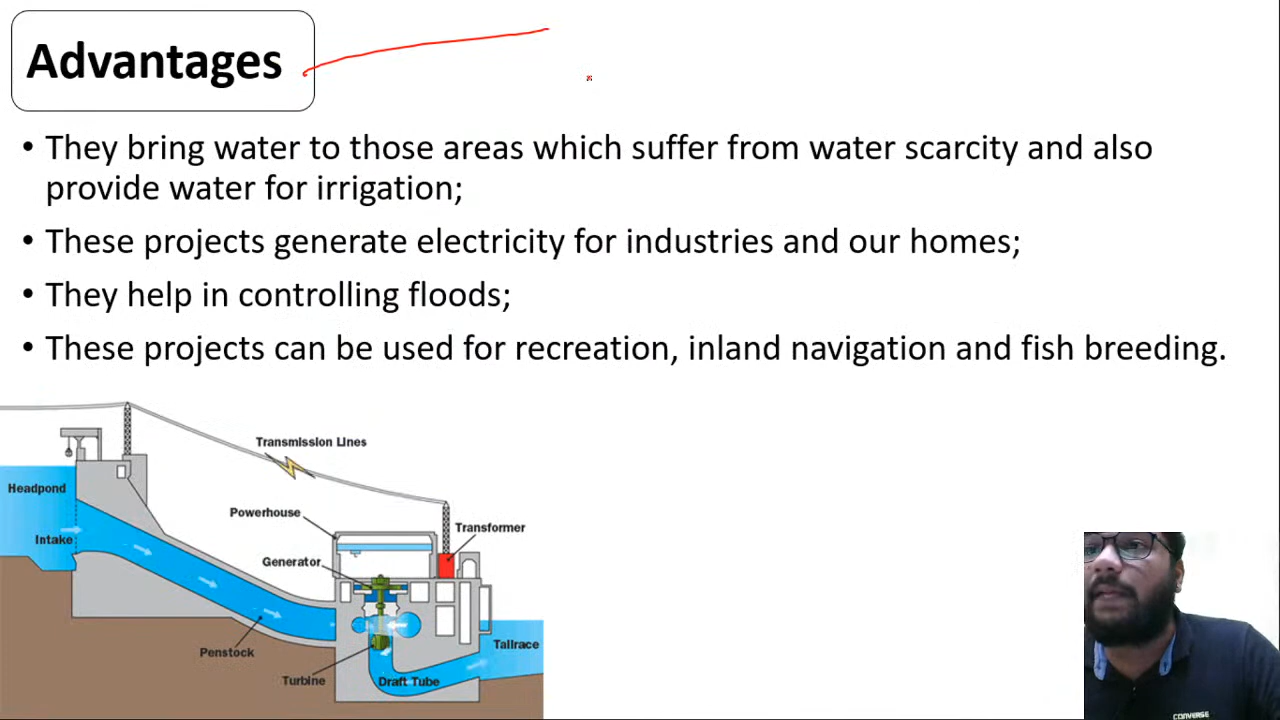 Advantages
• They bring water to those areas which suffer from water scarcity and also
provide water for irrigation;
• These projects generate electricity for industries and our homes;
• They help in controlling floods;
• These projects can be used for recreation, inland navigation and fish breeding.
Transmission Lines
Headpond
Powerhouse
Transformer
Intake
Generator
Tailrace
Penstock
Turbine
Draft Tube
CONVERSE